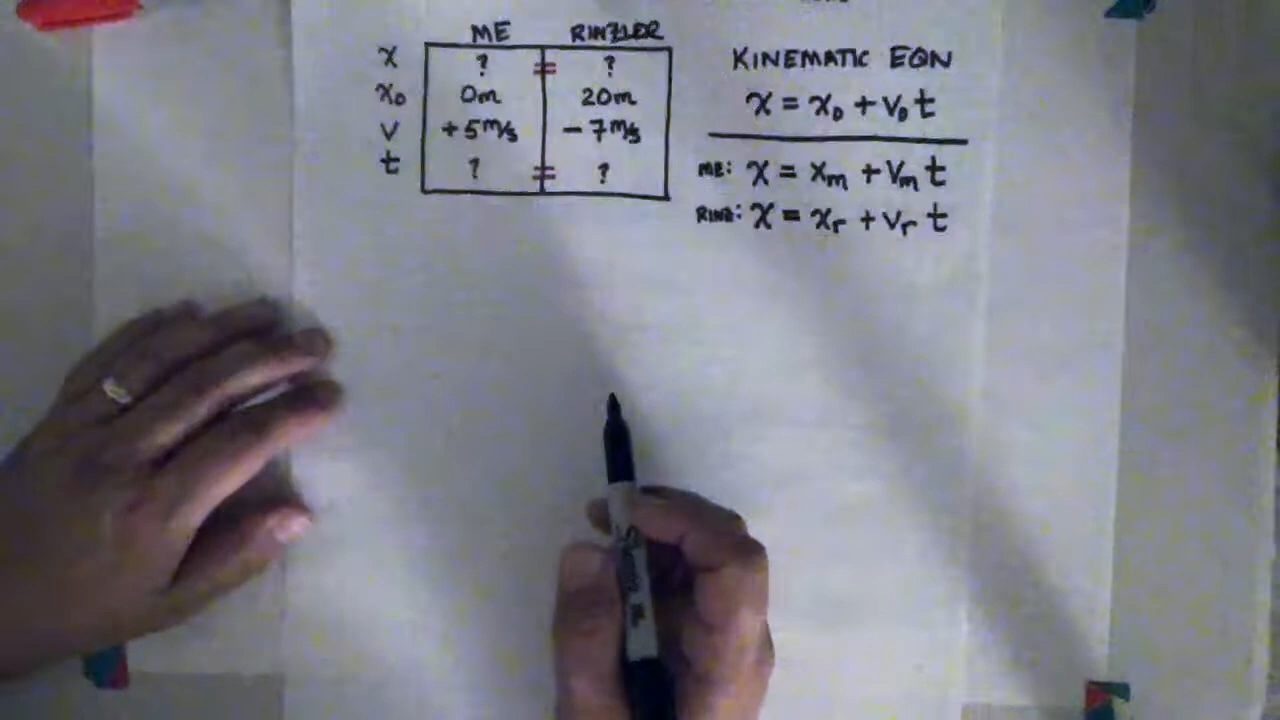 ME RINZLER
x ? = ?
x₀ 0m 20m
v +5m/s -7m/s
t ? = ?
KINEMATIC EQN
x = x₀ + v₀t
ME: x = xₘ + vₘt
RINZ: x = xᵣ + vᵣt